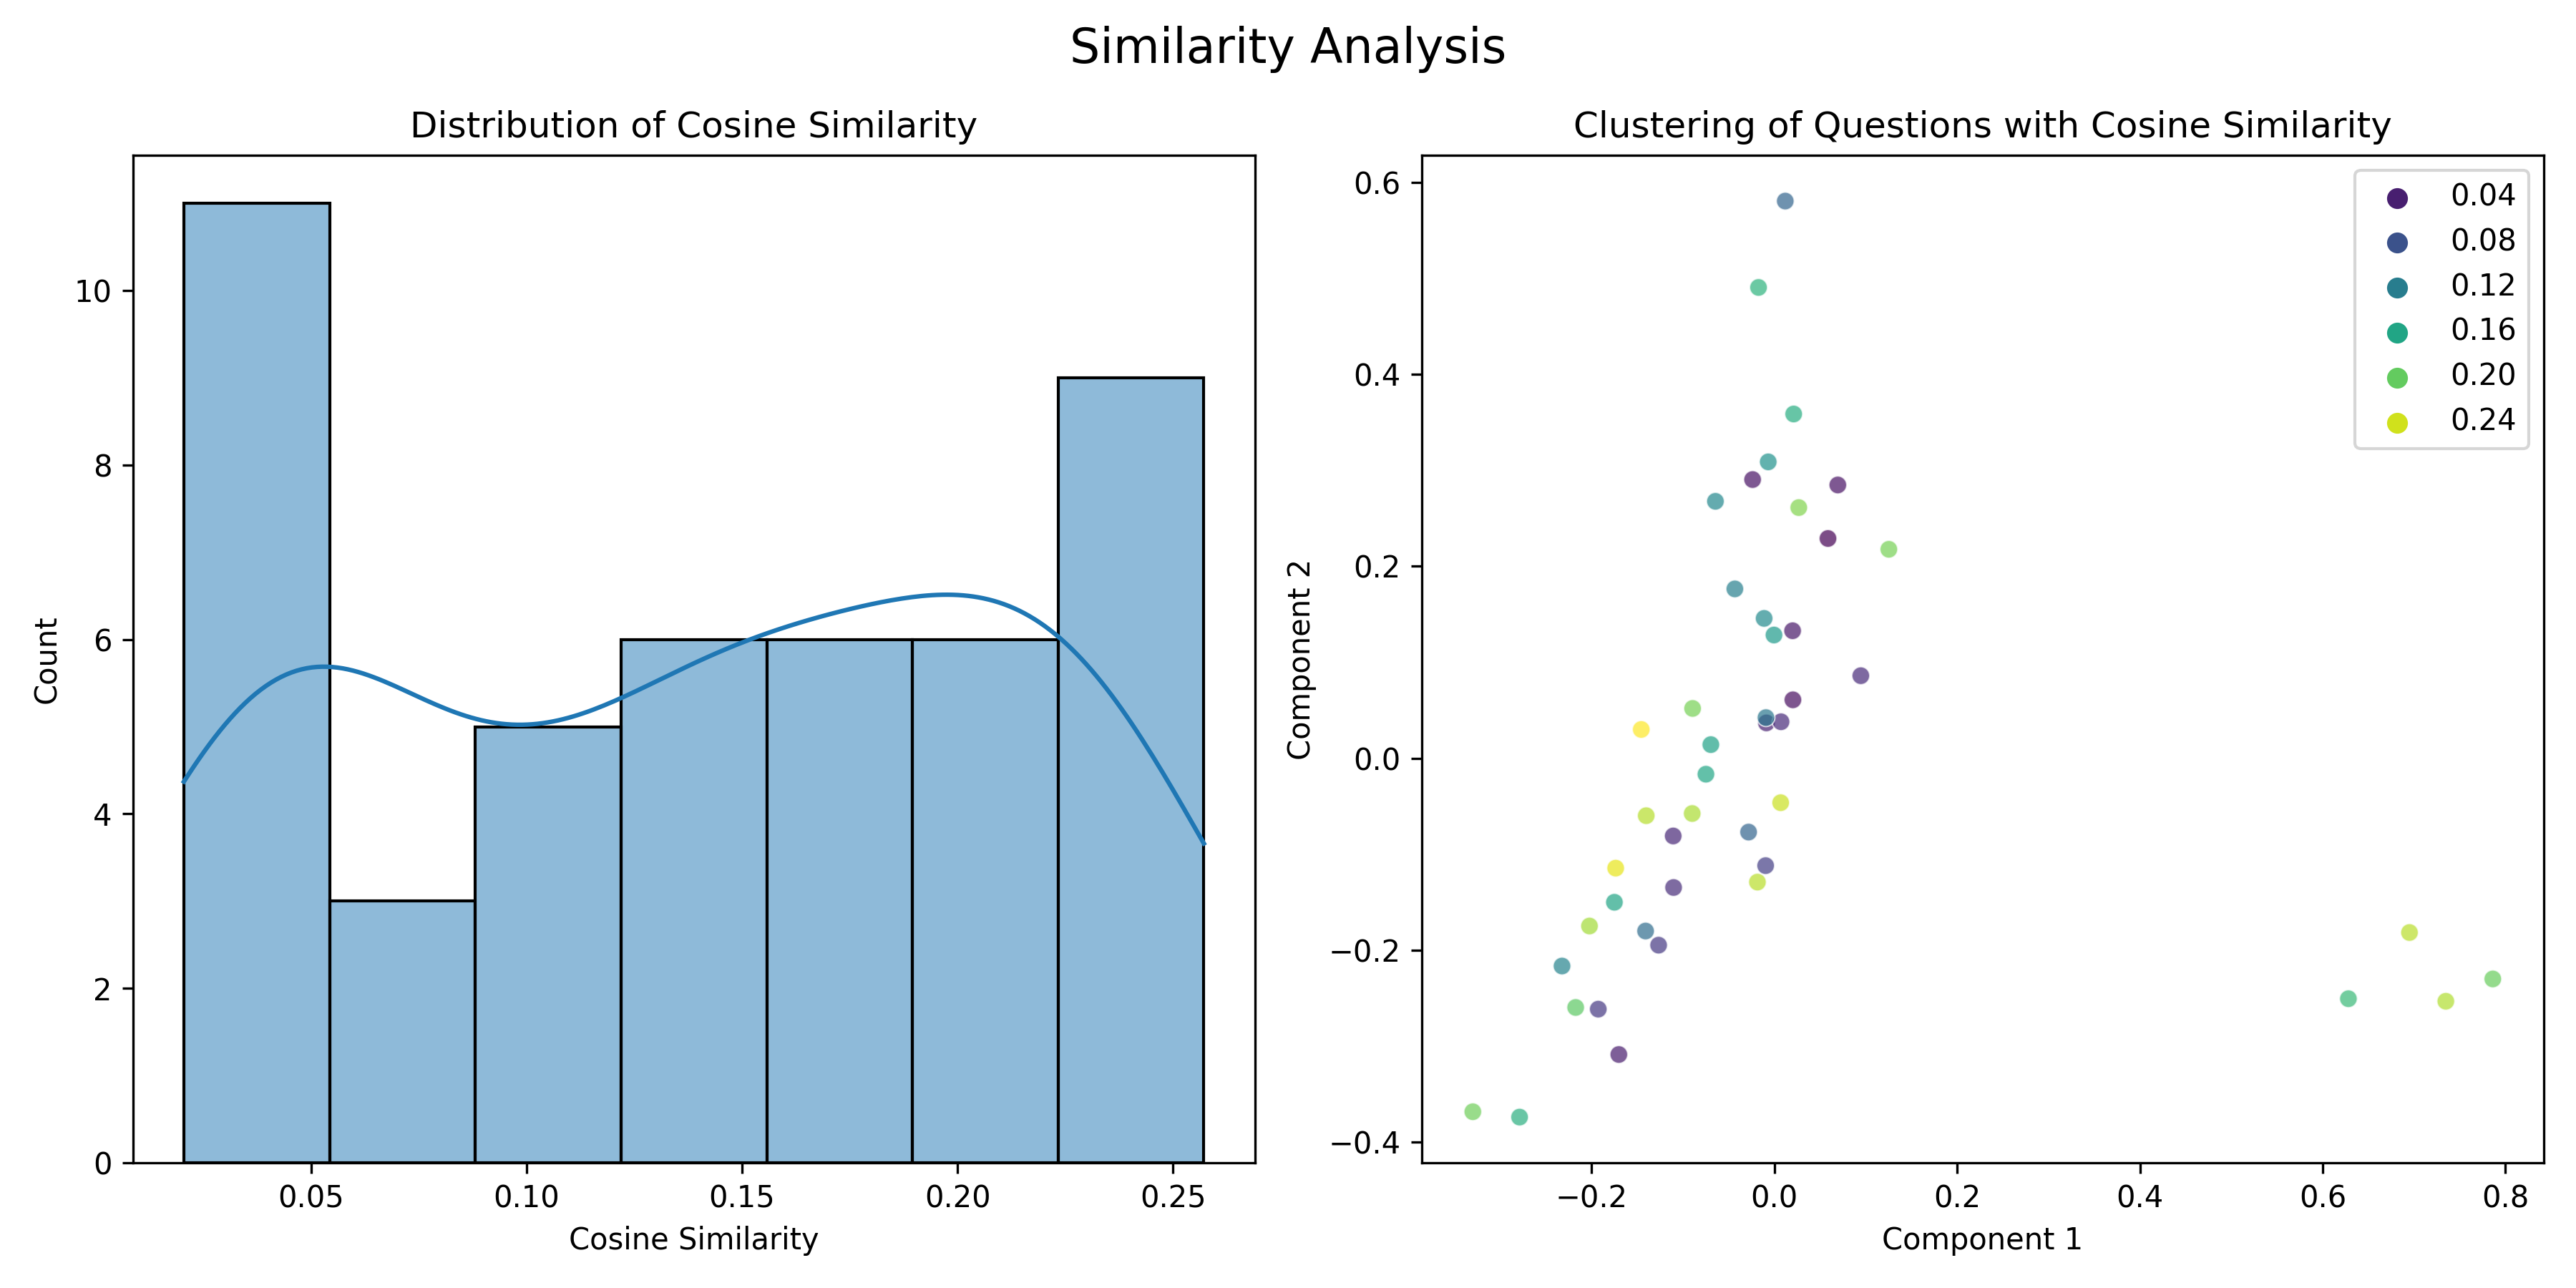 Similarity Analysis
Distribution of Cosine Similarity
Count
10
8
6
4
2
0
0.05 0.10 0.15 0.20 0.25
Cosine Similarity
Clustering of Questions with Cosine Similarity
Component 2
0.6
0.4
0.2
0.0
−0.2
−0.4
−0.2 0.0 0.2 0.4 0.6 0.8
Component 1
0.04
0.08
0.12
0.16
0.20
0.24